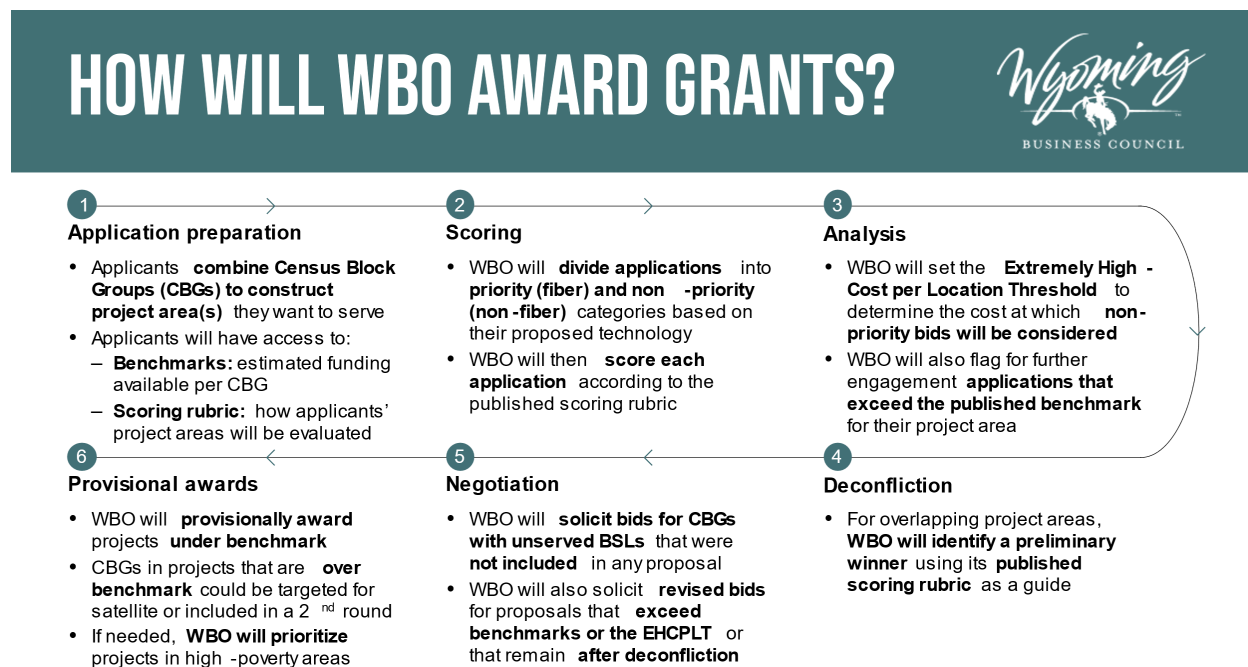 HOW WILL WBO AWARD GRANTS?
Wyoming
™
BUSINESS COUNCIL
1
Application preparation
• Applicants combine Census Block
Groups (CBGs) to construct
project area(s) they want to serve
• Applicants will have access to:
– Benchmarks: estimated funding
available per CBG
– Scoring rubric: how applicants’
project areas will be evaluated
2
Scoring
• WBO will divide applications into
priority (fiber) and non -priority
(non -fiber) categories based on
their proposed technology
• WBO will then score each
application according to the
published scoring rubric
3
Analysis
• WBO will set the Extremely High -
Cost per Location Threshold to
determine the cost at which non-
priority bids will be considered
• WBO will also flag for further
engagement applications that
exceed the published benchmark
for their project area
4
Deconfliction
• For overlapping project areas,
WBO will identify a preliminary
winner using its published
scoring rubric as a guide
5
Negotiation
• WBO will solicit bids for CBGs
with unserved BSLs that were
not included in any proposal
• WBO will also solicit revised bids
for proposals that exceed
benchmarks or the EHCPLT or
that remain after deconfliction
6
Provisional awards
• WBO will provisionally award
projects under benchmark
• CBGs in projects that are over
benchmark could be targeted for
satellite or included in a 2 nd round
• If needed, WBO will prioritize
projects in high -poverty areas